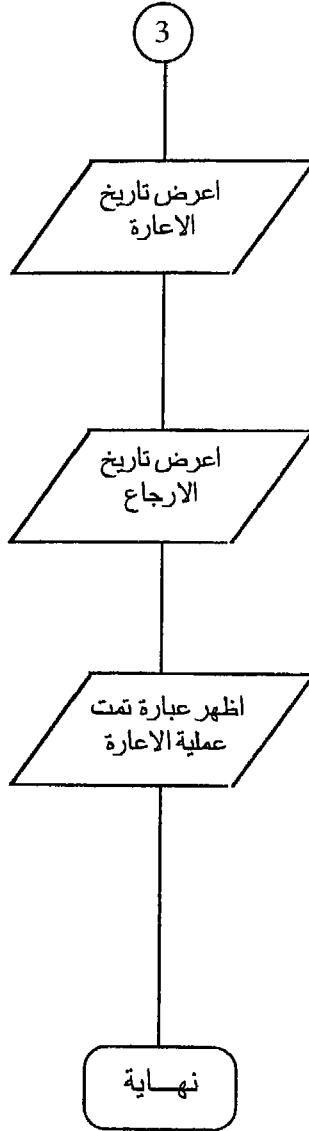 3
اعرض تاريخ
الاعارة
اعرض تاريخ
الارجاع
اظهر عبارة تمت
عملية الاعارة
نهـــاية